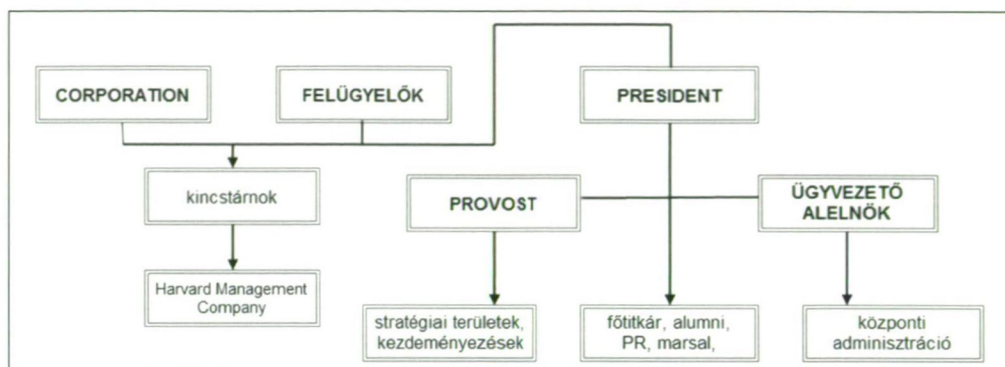 CORPORATION
FELÜGYELŐK
PRESIDENT
kincstárnok
PROVOST
ÜGYVEZETŐ
ALELNÖK
Harvard Management
Company
stratégiai területek,
kezdeményezések
főtitkár, alumni,
PR, marsal,
központi
adminisztráció